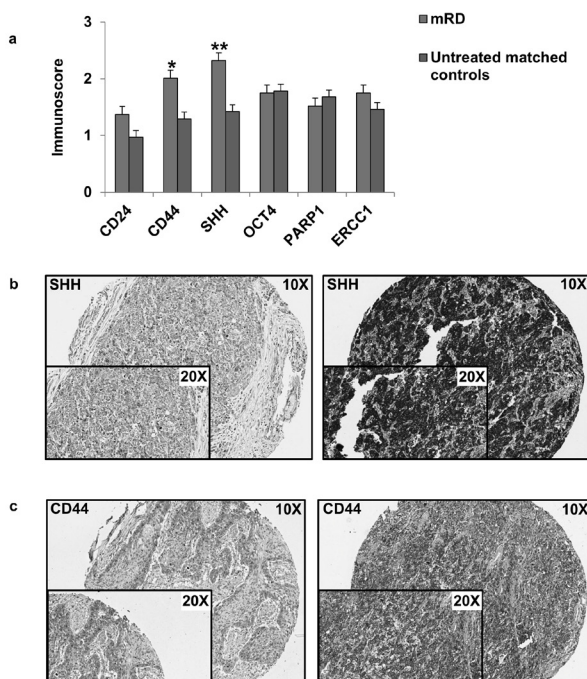 a
3
2
1
0
Immunoscore
*
**
mRD
Untreated matched
controls
CD24
CD44
SHH
OCT4
PARP1
ERCC1
b
SHH
10X
20X
SHH
10X
20X
c
CD44
10X
20X
CD44
10X
20X